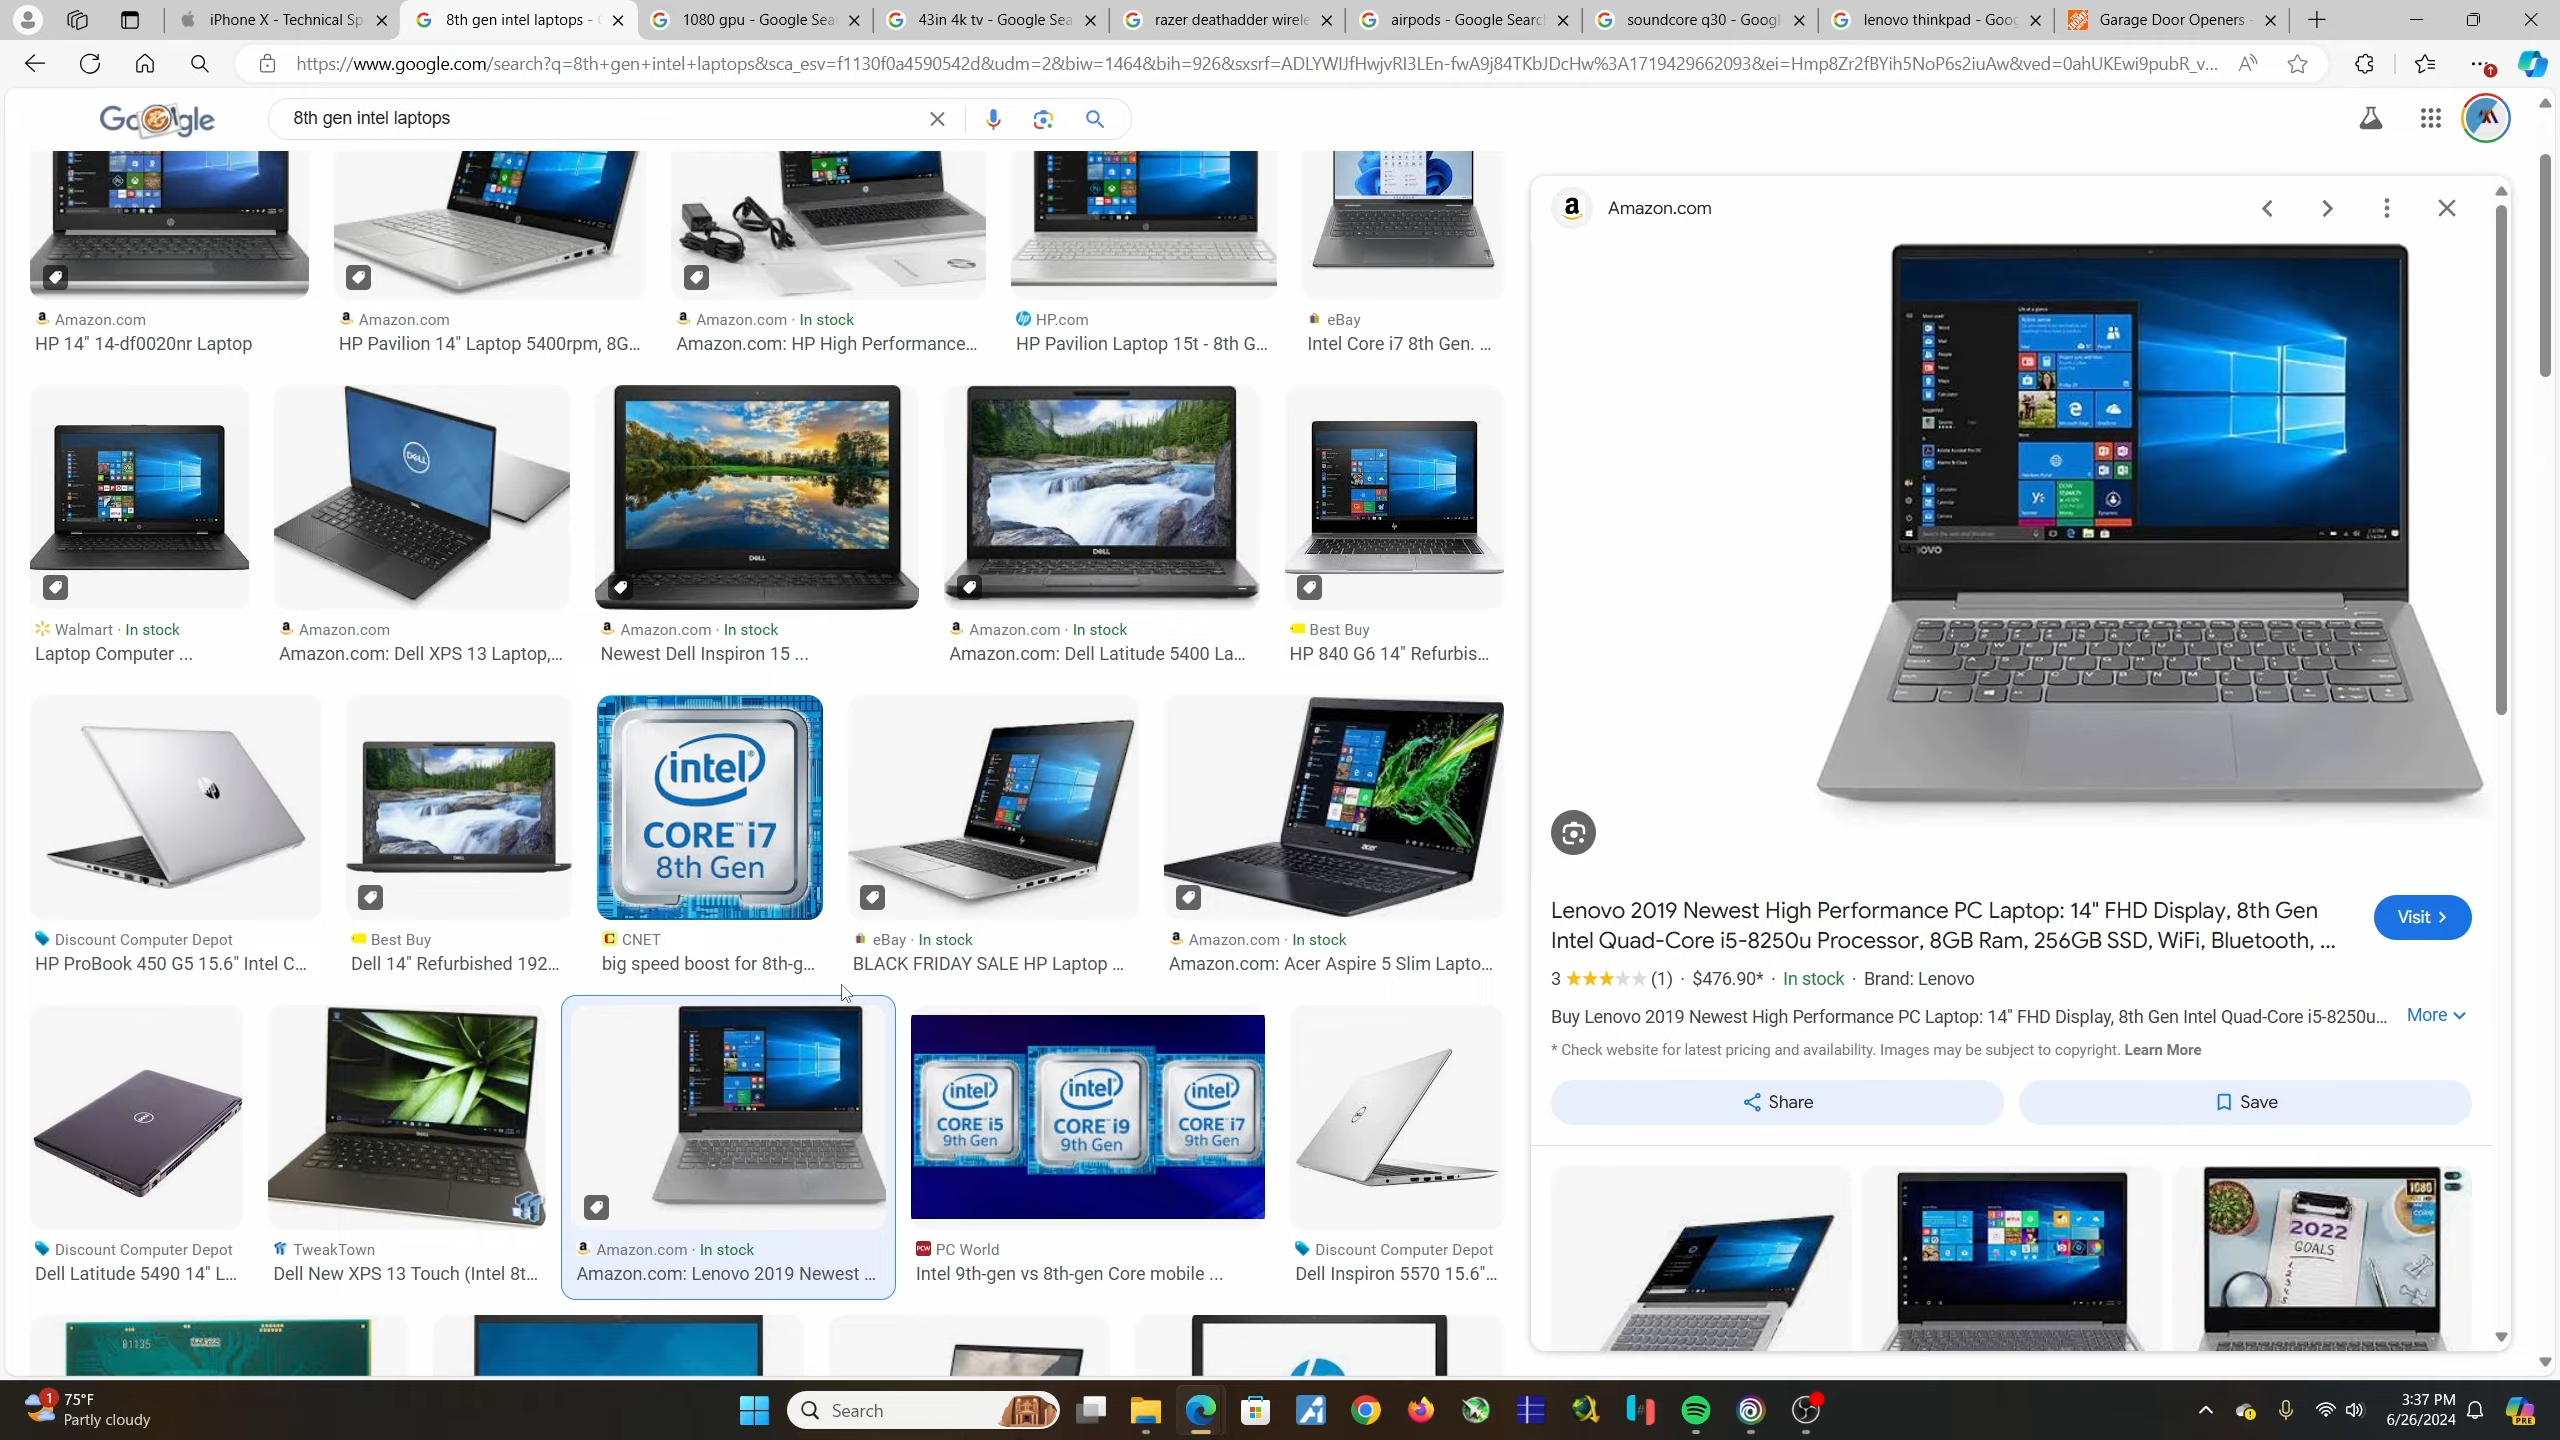 iPhone X - Technical Sp
8th gen intel laptops - G
1080 gpu - Google Sear
43in 4k tv - Google Sea
razer deathadder wirele
airpods - Google Search
soundcore q30 - Googl
lenovo thinkpad - Goog
Garage Door Openers -
https://www.google.com/search?q=8th+gen+intel+laptops&sca_esv=f1130f0a4590542d&udm=2&biw=1464&bih=926&sxsrf=ADLYWIJfHwjvRI3LEn-fwA9j84TKbJDcHw%3A1719429662093&ei=Hmp8Zr2fBYih5NoP6s2iuAw&ved=0ahUKEwi9pubR_v...
Google
8th gen intel laptops
Amazon.com
HP 14" 14-df0020nr Laptop
Amazon.com
HP Pavilion 14" Laptop 5400rpm, 8G...
Amazon.com · In stock
Amazon.com: HP High Performance...
HP.com
HP Pavilion Laptop 15t - 8th G...
eBay
Intel Core i7 8th Gen. ...
DELL
DELL
DELL
Walmart · In stock
Laptop Computer ...
Amazon.com
Amazon.com: Dell XPS 13 Laptop,...
Amazon.com · In stock
Newest Dell Inspiron 15 ...
Amazon.com · In stock
Amazon.com: Dell Latitude 5400 La...
Best Buy
HP 840 G6 14" Refurbis...
intel
CORE i7
8th Gen
acer
Discount Computer Depot
HP ProBook 450 G5 15.6" Intel C...
Best Buy
Dell 14" Refurbished 192...
CNET
big speed boost for 8th-g...
eBay · In stock
BLACK FRIDAY SALE HP Laptop ...
Amazon.com · In stock
Amazon.com: Acer Aspire 5 Slim Lapto...
intel
CORE i5
9th Gen
intel
CORE i9
9th Gen
intel
CORE i7
9th Gen
Discount Computer Depot
Dell Latitude 5490 14" L...
TweakTown
Dell New XPS 13 Touch (Intel 8t...
Amazon.com · In stock
Amazon.com: Lenovo 2019 Newest ...
PC World
Intel 9th-gen vs 8th-gen Core mobile ...
Discount Computer Depot
Dell Inspiron 5570 15.6"...
01135
Amazon.com
Lenovo 2019 Newest High Performance PC Laptop: 14" FHD Display, 8th Gen
Intel Quad-Core i5-8250u Processor, 8GB Ram, 256GB SSD, WiFi, Bluetooth, ...
Visit
3 (1) · $476.90* · In stock · Brand: Lenovo
Buy Lenovo 2019 Newest High Performance PC Laptop: 14" FHD Display, 8th Gen Intel Quad-Core i5-8250u...
More
* Check website for latest pricing and availability. Images may be subject to copyright. Learn More
Share
Save
2022
GOALS
1080
1
75°F
Partly cloudy
Search
3:37 PM
6/26/2024
PRE